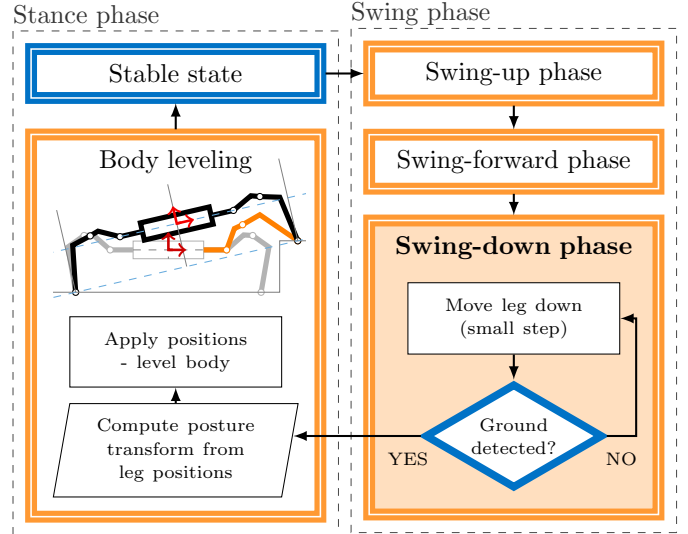 Stance phase
Swing phase
Stable state
Swing-up phase
Body leveling
Swing-forward phase
Swing-down phase
Move leg down
(small step)
Apply positions
- level body
Compute posture
transform from
leg positions
Ground
detected?
YES
NO